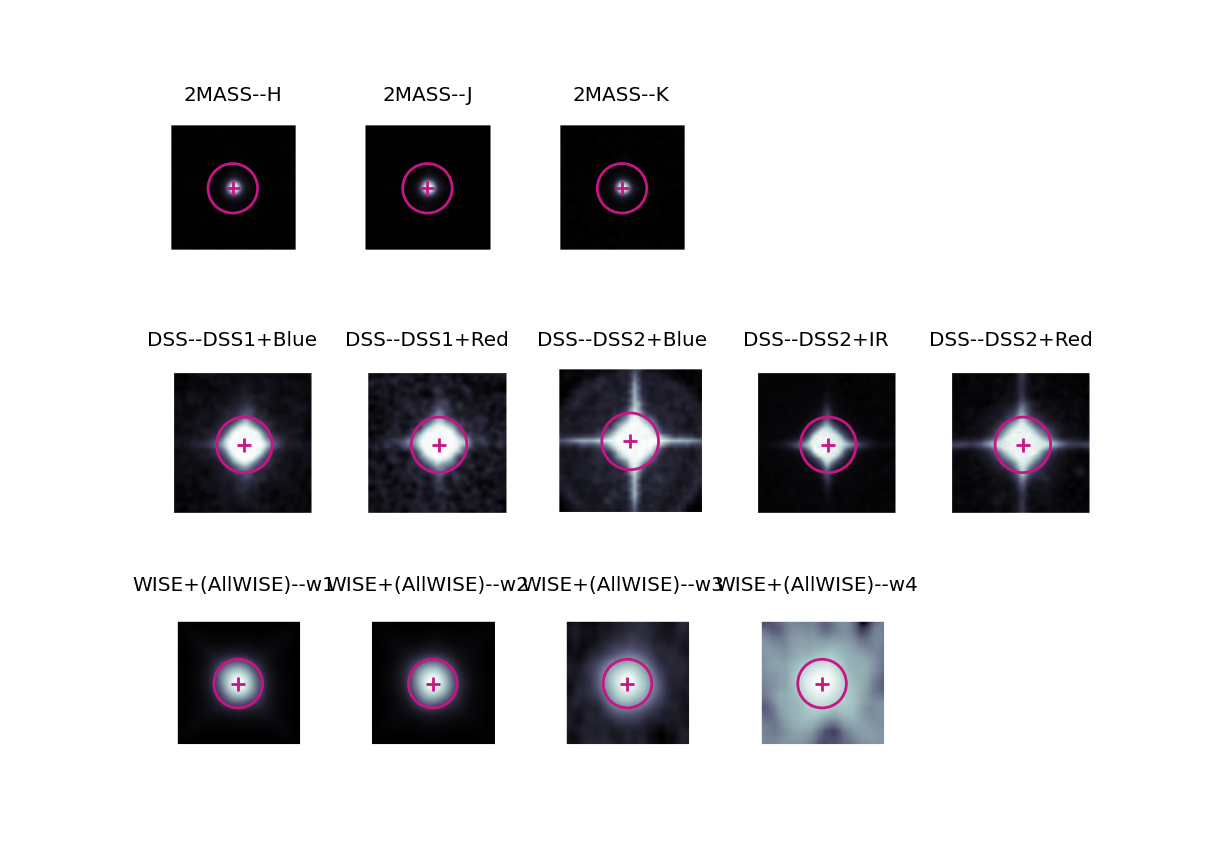 2MASS--H 2MASS--J 2MASS--K
DSS--DSS1+Blue DSS--DSS1+Red DSS--DSS2+Blue DSS--DSS2+IR DSS--DSS2+Red
WISE+(AllWISE)--w1 WISE+(AllWISE)--w2 WISE+(AllWISE)--w3 WISE+(AllWISE)--w4